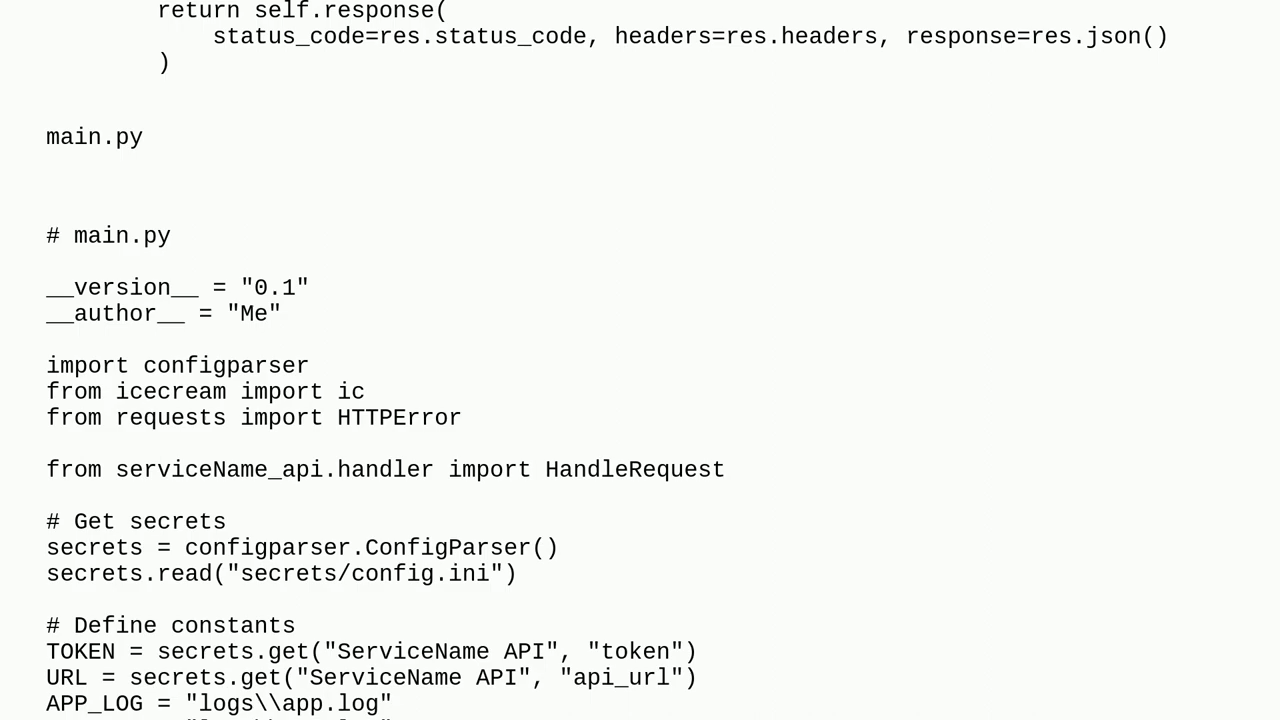 return self.response(
status_code=res.status_code, headers=res.headers, response=res.json()
)
main.py
# main.py
__version__ = "0.1"
__author__ = "Me"
import configparser
from icecream import ic
from requests import HTTPError
from serviceName_api.handler import HandleRequest
# Get secrets
secrets = configparser.ConfigParser()
secrets.read("secrets/config.ini")
# Define constants
TOKEN = secrets.get("ServiceName API", "token")
URL = secrets.get("ServiceName API", "api_url")
APP_LOG = "logs\\app.log"